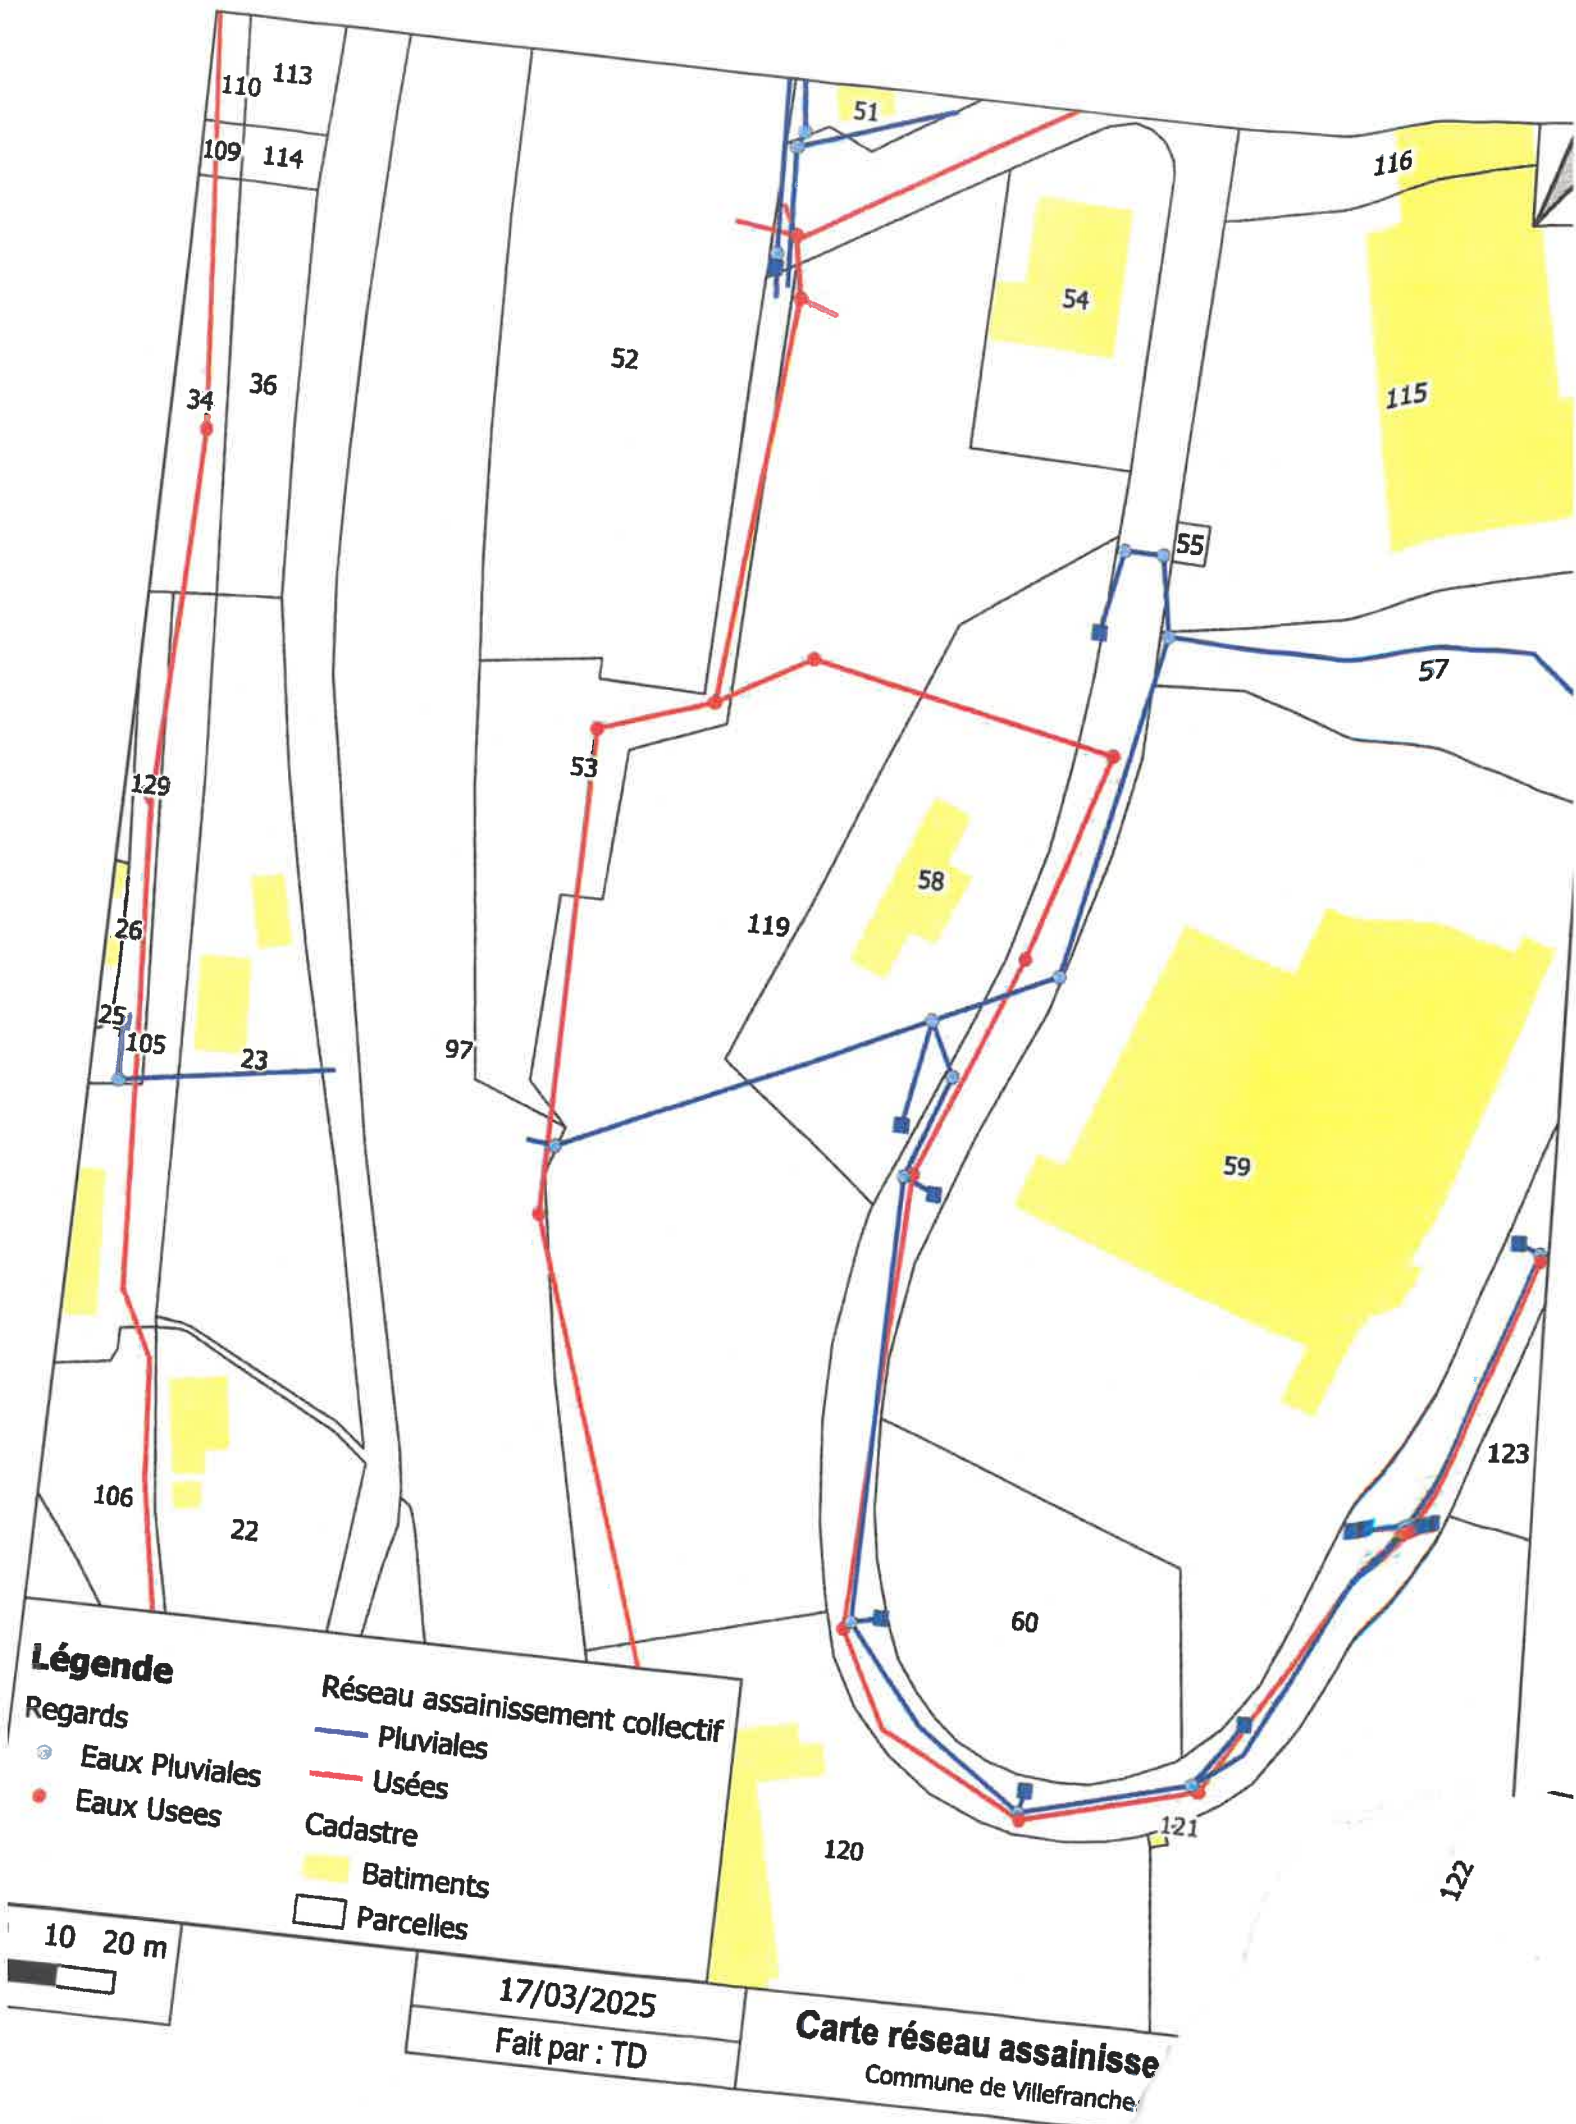 110 113
51
109 114
116
54
52
36
34
115
55
57
53
129
58
119
26
25
105
23
97
59
123
106
22
60
Légende
Regards
Eaux Pluviales
Eaux Usees
Réseau assainissement collectif
Pluviales
Usées
Cadastre
Batiments
Parcelles
120
121
122
10 20 m
17/03/2025
Fait par : TD
Carte réseau assainisse
Commune de Villefranche